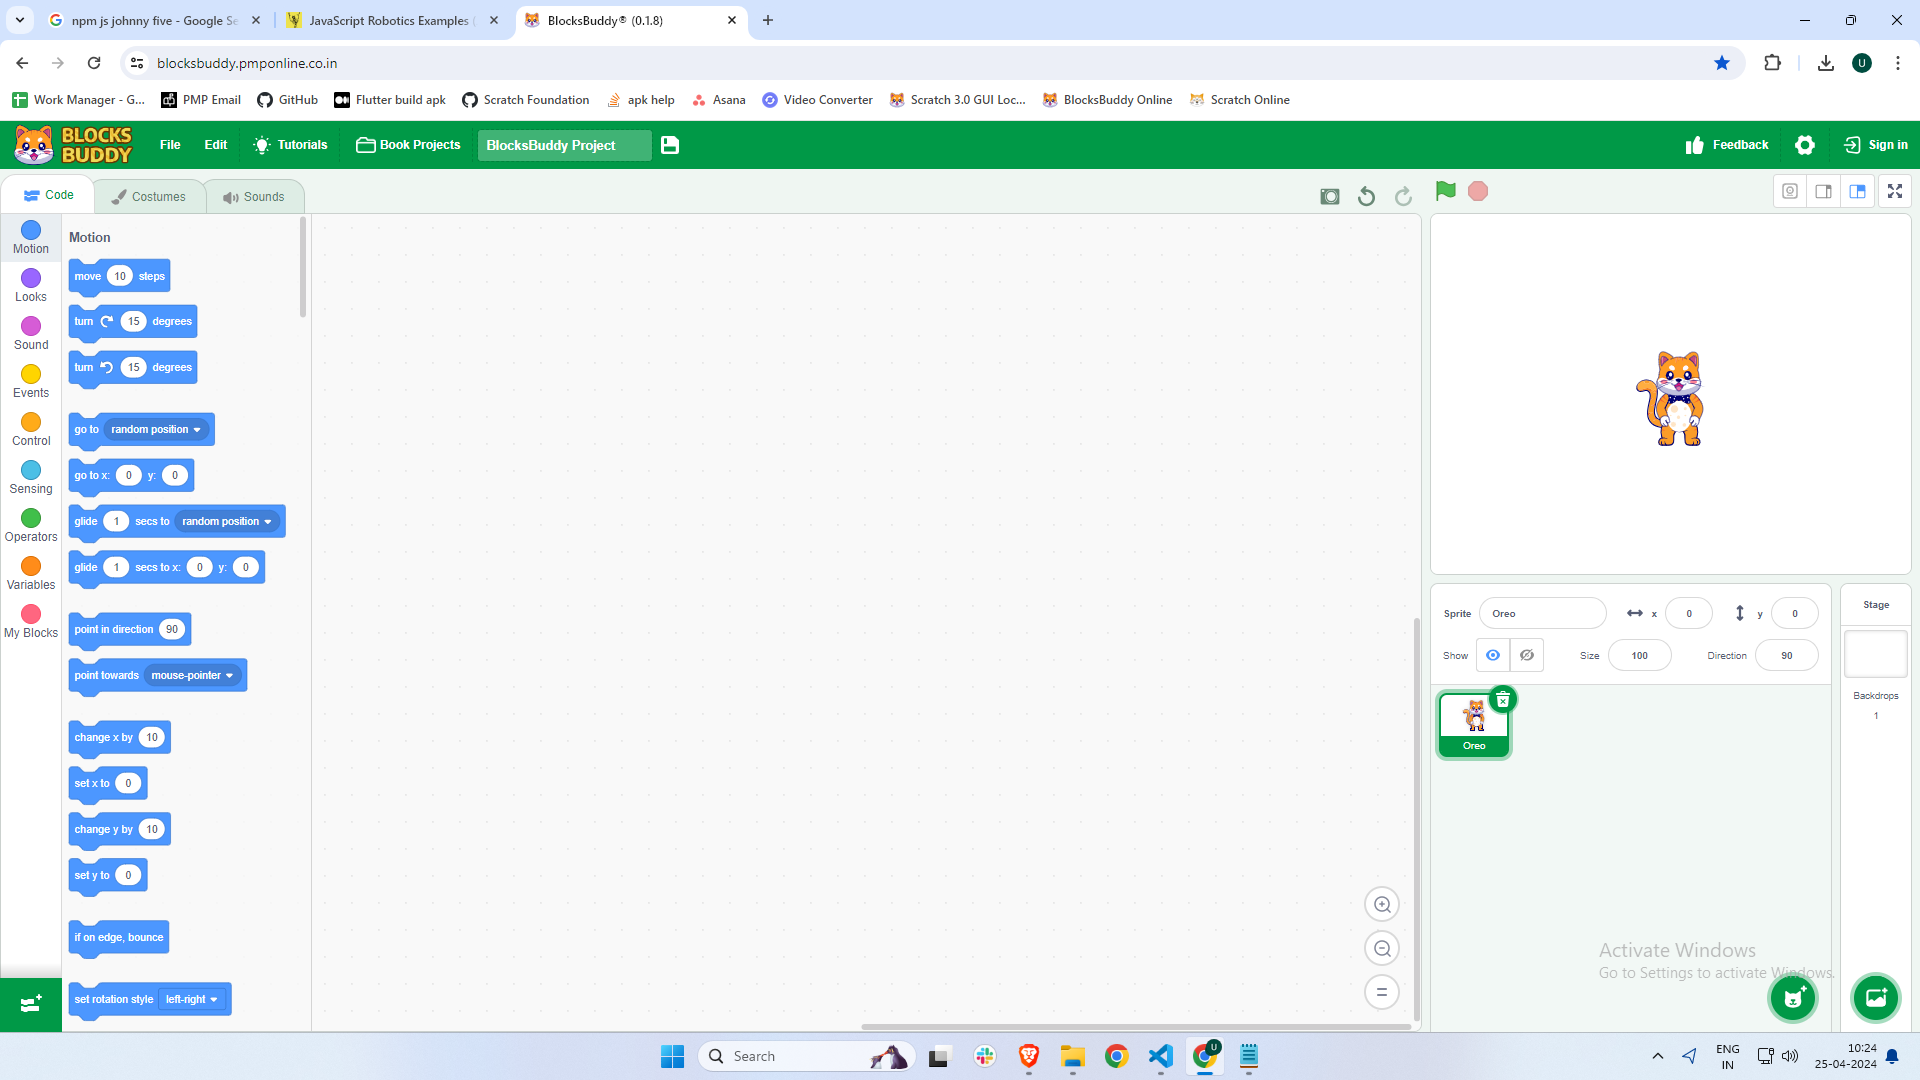 npm js johnny five - Google Se
JavaScript Robotics Examples (
BlocksBuddy® (0.1.8)
blocksbuddy.pmponline.co.in
U
Work Manager - G...
PMP Email
GitHub
Flutter build apk
Scratch Foundation
apk help
Asana
Video Converter
Scratch 3.0 GUI Loc...
BlocksBuddy Online
Scratch Online
BLOCKS BUDDY
File
Edit
Tutorials
Book Projects
BlocksBuddy Project
Feedback
Sign in
Code
Costumes
Sounds
Motion
Looks
Sound
Events
Control
Sensing
Operators
Variables
My Blocks
Motion
move 10 steps
turn 15 degrees
turn 15 degrees
go to random position
go to x: 0 y: 0
glide 1 secs to random position
glide 1 secs to x: 0 y: 0
point in direction 90
point towards mouse-pointer
change x by 10
set x to 0
change y by 10
set y to 0
if on edge, bounce
set rotation style left-right
Sprite Oreo x 0 y 0
Show Size 100 Direction 90
Oreo
Stage
Backdrops
1
Activate Windows
Go to Settings to activate Windows.
Search
U
ENG
IN
10:24
25-04-2024